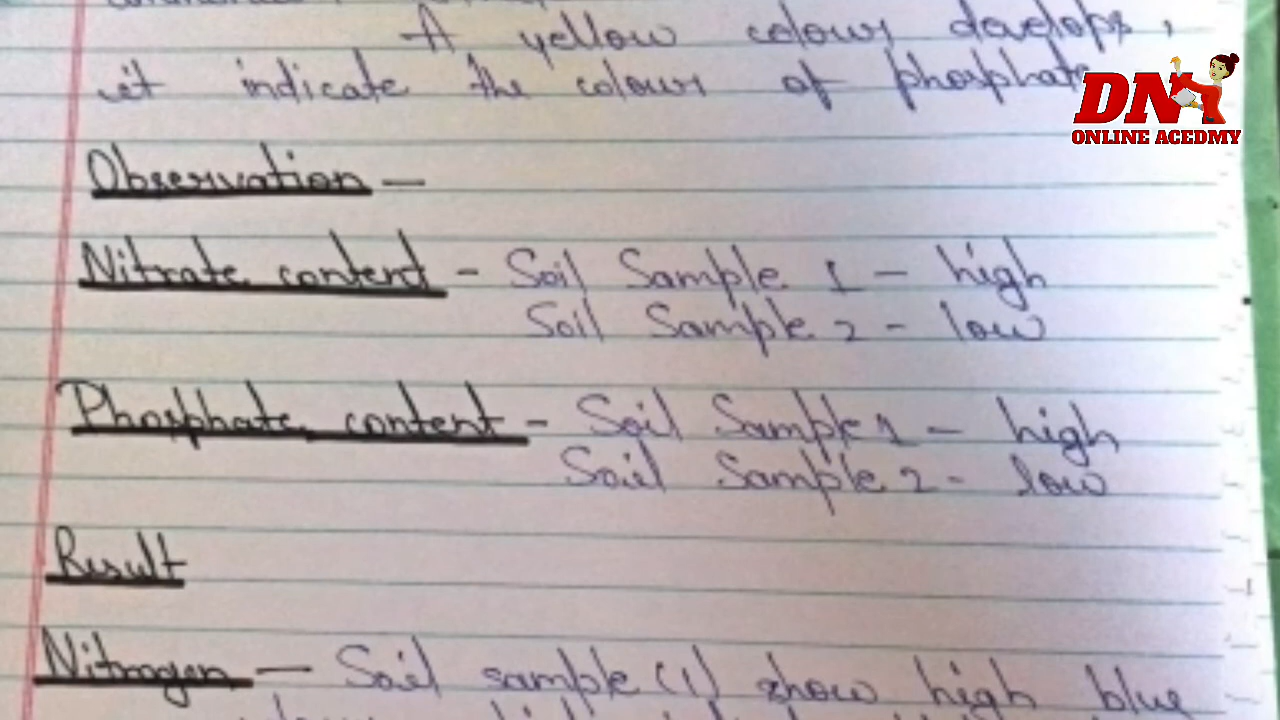 A yellow colour develops,
it indicate the colour of phosphate
DN
ONLINE ACEDMY
Observation -
Nitrate content - Soil Sample 1 - high
Soil Sample 2 - low
Phosphate content - Soil Sample 1 - high
Soil Sample 2 - low
Result
Nitrogen - Soil sample (1) show high blue